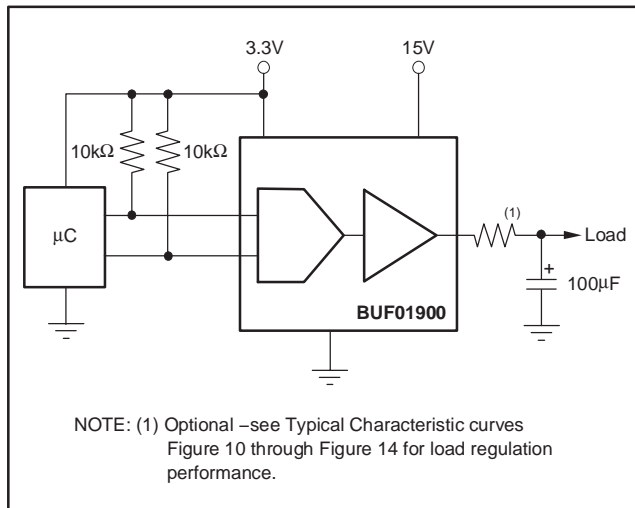 3.3V
15V
10kΩ
10kΩ
μC
(1)
Load
+
100μF
BUF01900
NOTE: (1) Optional –see Typical Characteristic curves
Figure 10 through Figure 14 for load regulation
performance.